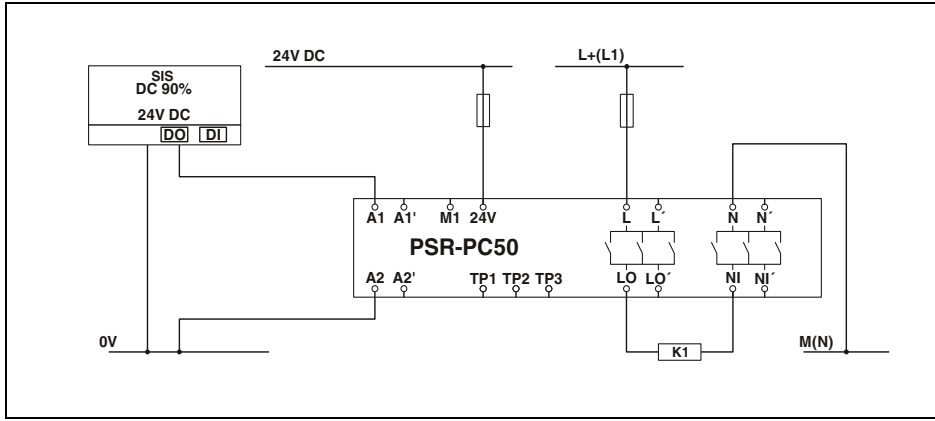 24V DC
L+(L1)
SIS
DC 90%
24V DC
DO DI
A1 A1' M1 24V L L´ N N´
PSR-PC50
A2 A2' TP1 TP2 TP3 LO LO´ NI NI´
0V
K1
M(N)